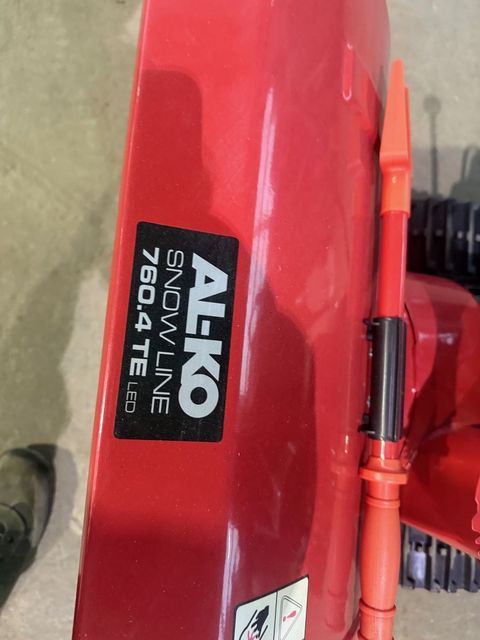 AL-KO
SNOW LINE
760.4 TE LED